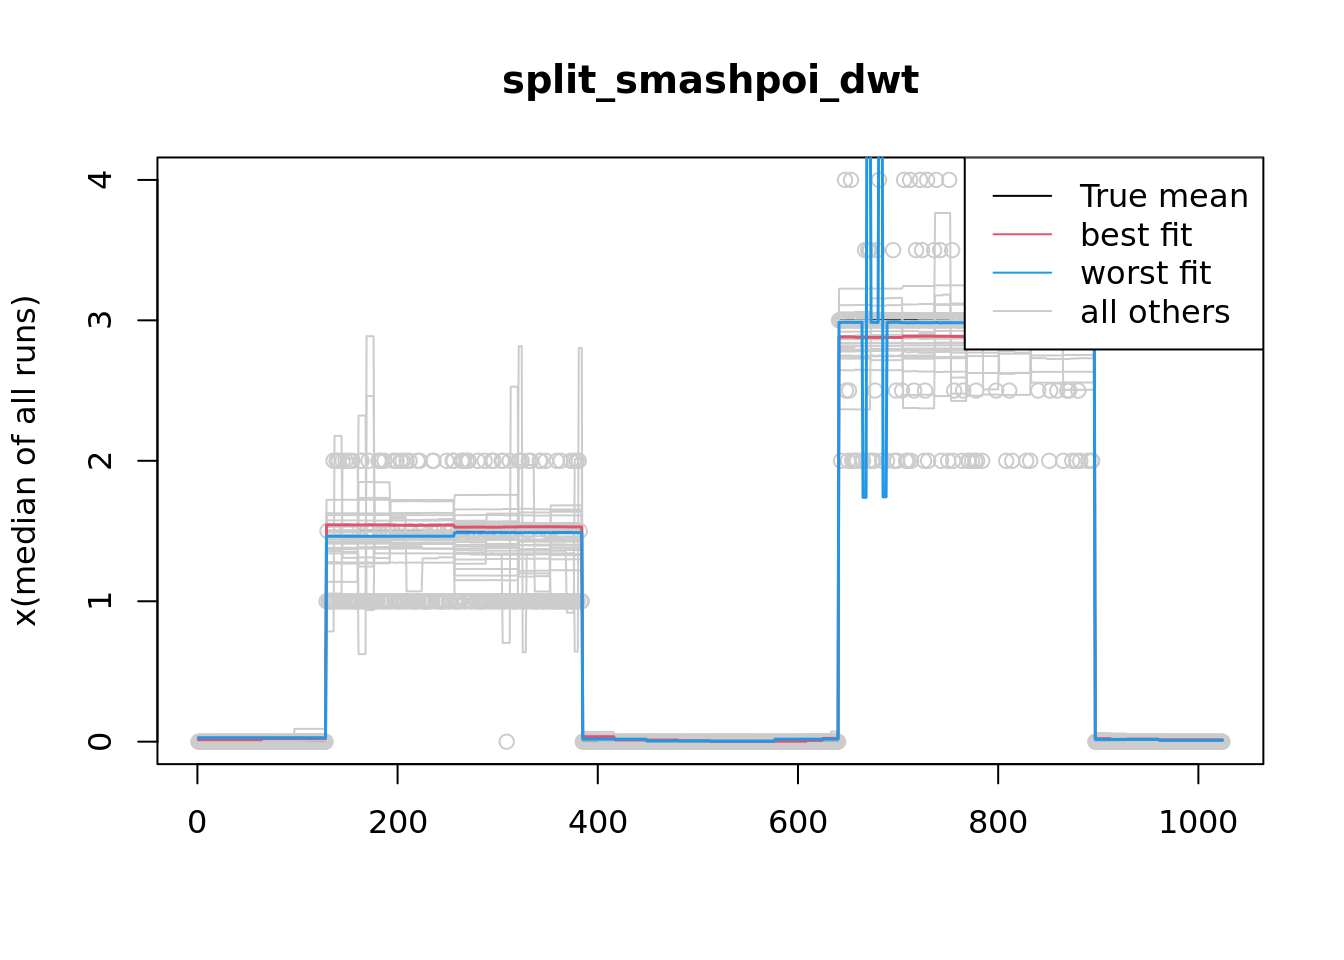 split_smashpoi_dwt
x(median of all runs)
4
3
2
1
0
True mean
best fit
worst fit
all others
0 200 400 600 800 1000